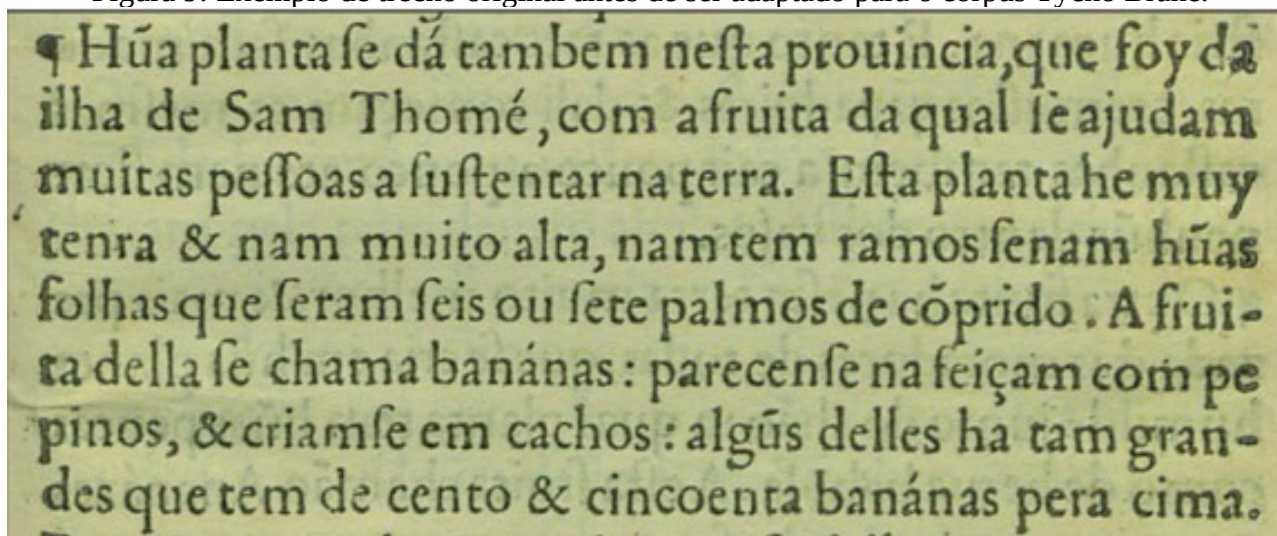 ¶ Hũa planta ſe dá tambem neſta prouincia, que foy da
ilha de Sam Thomé, com a fruita da qual ſe ajudam
muitas peſſoas a ſuſtentar na terra. Eſta planta he muy
tenra & nam muito alta, nam tem ramos ſenam hũas
folhas que ſeram ſeis ou ſete palmos de cõprido. A frui-
ta della ſe chama banánas: parecenſe na feiçam com pe
pinos, & criamſe em cachos: algũs delles ha tam gran-
des que tem de cento & cincoenta banánas pera cima.